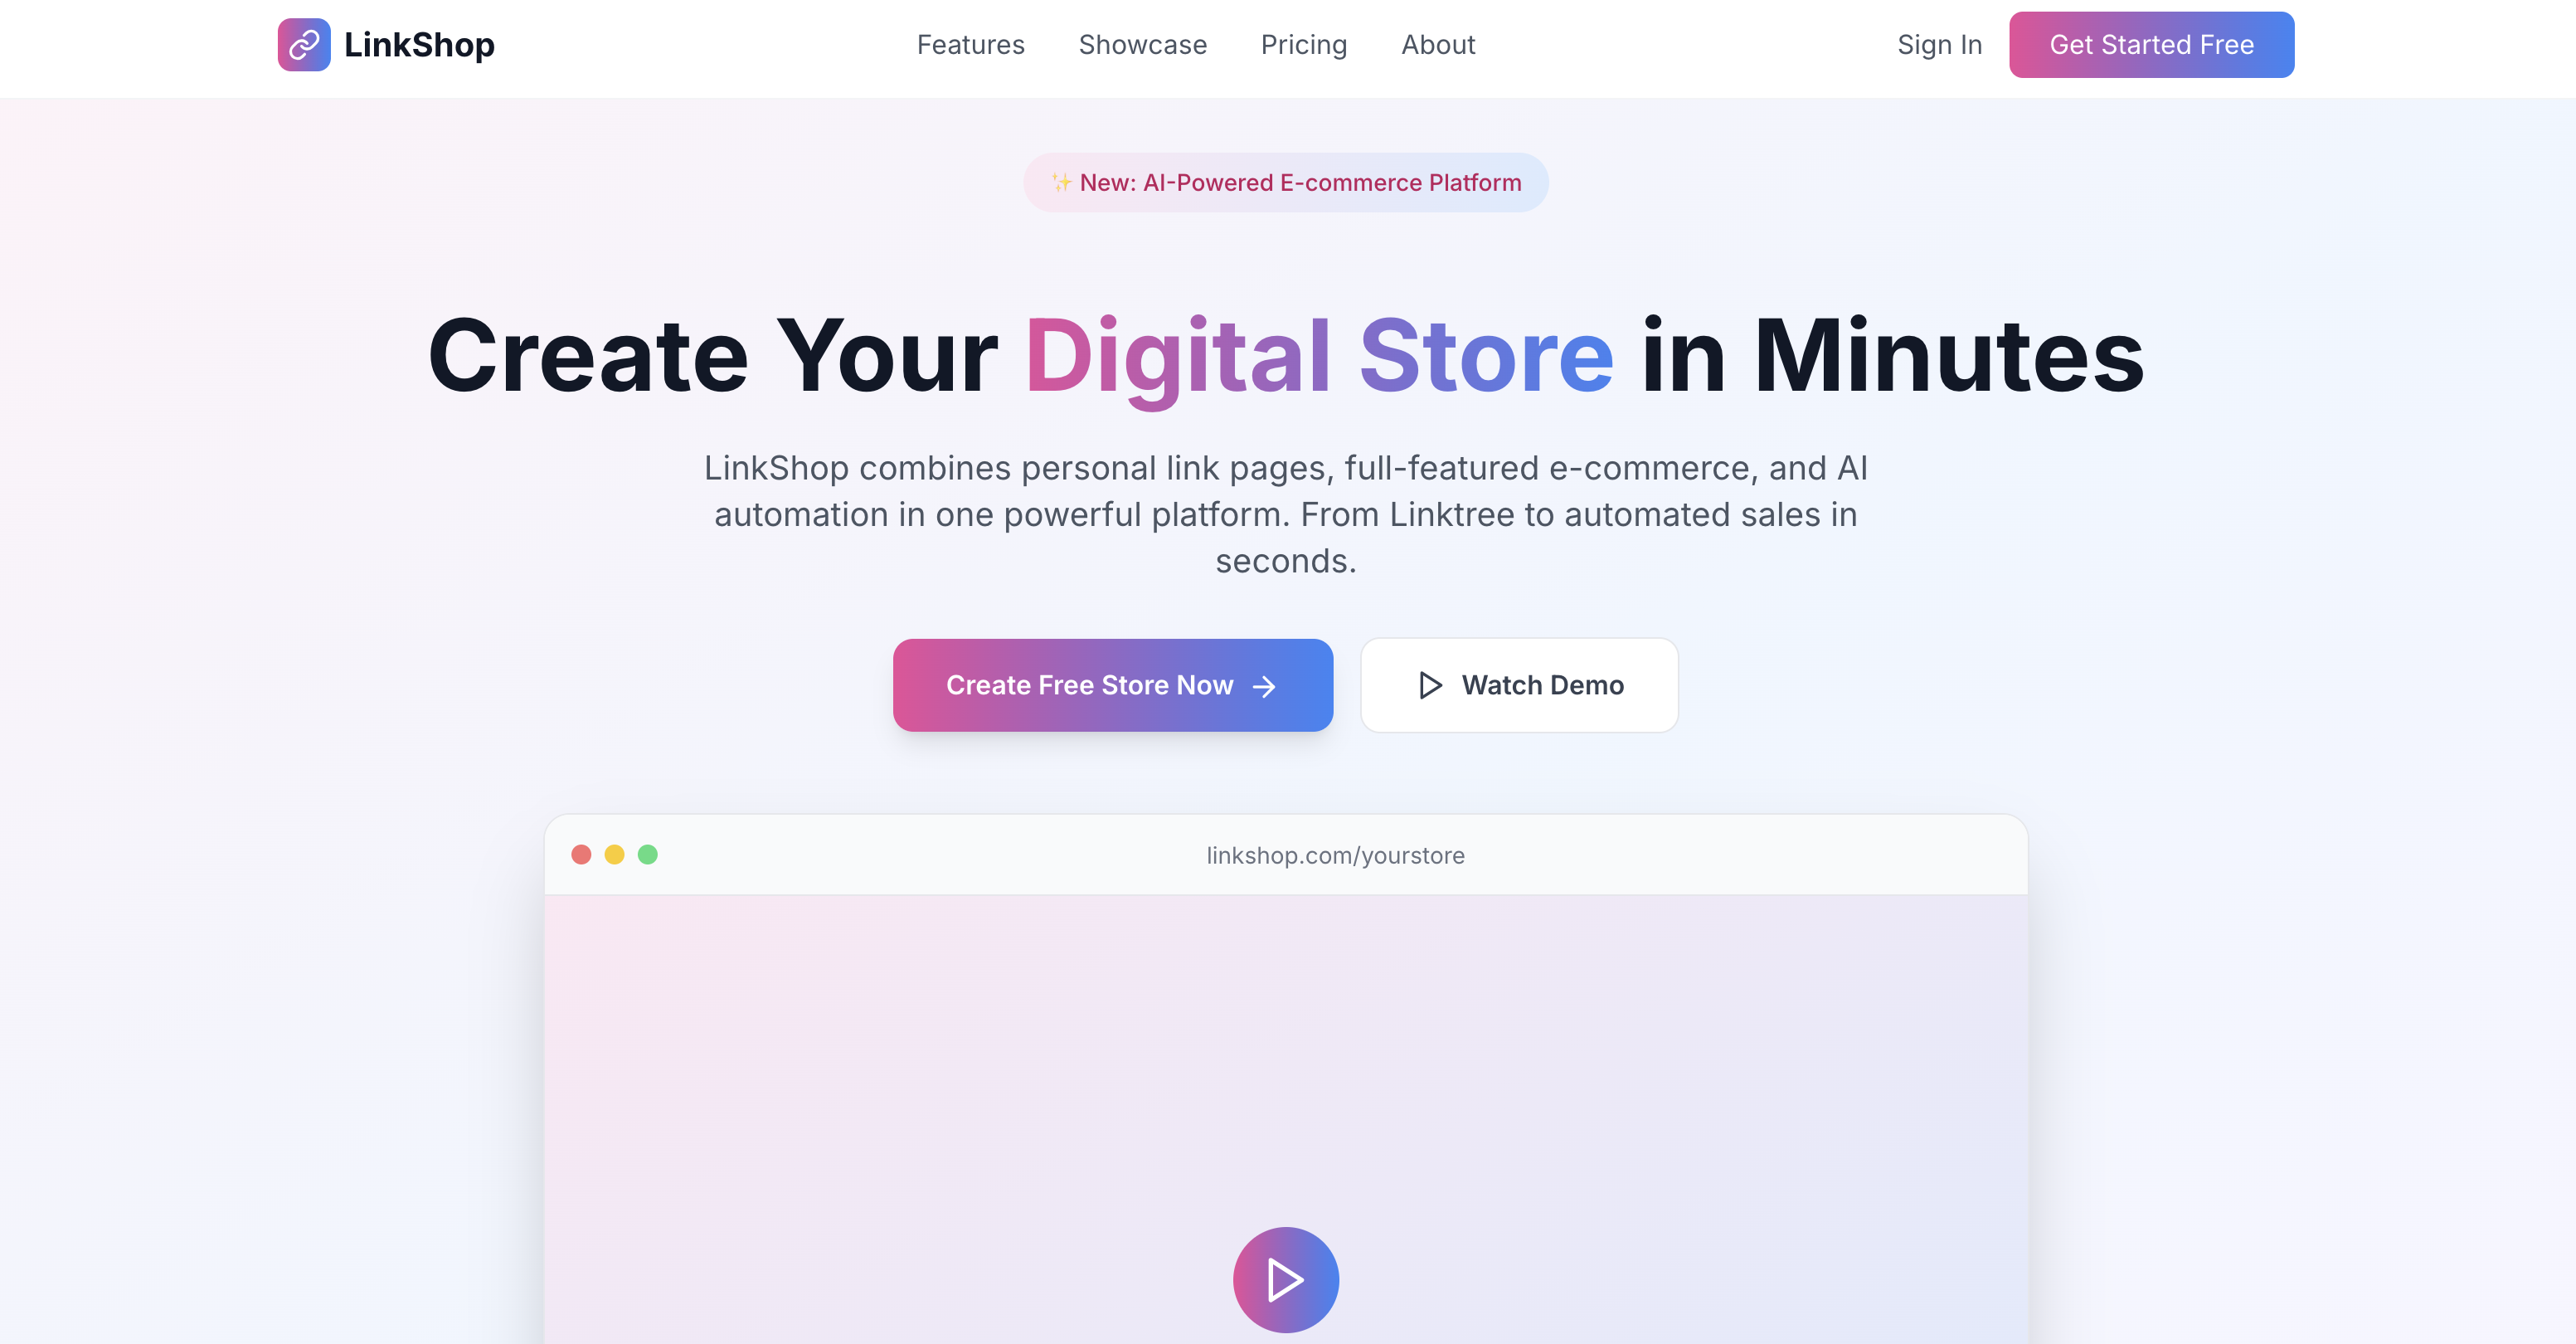 LinkShop
Features
Showcase
Pricing
About
Sign In
Get Started Free
✨ New: AI-Powered E-commerce Platform
Create Your Digital Store in Minutes
LinkShop combines personal link pages, full-featured e-commerce, and AI
automation in one powerful platform. From Linktree to automated sales in
seconds.
Create Free Store Now →
Watch Demo
linkshop.com/yourstore